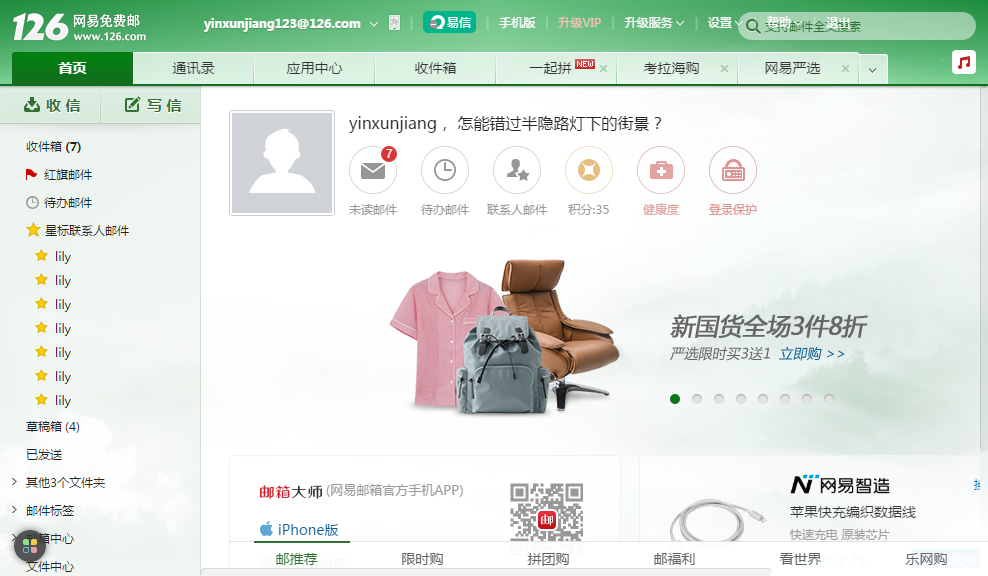 126 网易免费邮
www.126.com
yinxunjiang123@126.com
易信
手机版
升级VIP
升级服务
设置
帮助
退出
支持邮件全文搜索
首页
通讯录
应用中心
收件箱
一起拼 NEW
考拉海购
网易严选
收 信
写 信
收件箱 (7)
红旗邮件
待办邮件
星标联系人邮件
lily
lily
lily
lily
lily
lily
lily
草稿箱 (4)
已发送
其他3个文件夹
邮件标签
中心
文件中心
yinxunjiang， 怎能错过半隐路灯下的街景？
7
未读邮件
待办邮件
联系人邮件
积分:35
健康度
登录保护
新国货全场3件8折
严选限时买3送1 立即购 >>
邮箱大师 (网易邮箱官方手机APP)
iPhone版
邮
网易智造
苹果快充编织数据线
快速充电 原装芯片
邮推荐
限时购
拼团购
邮福利
看世界
乐网购